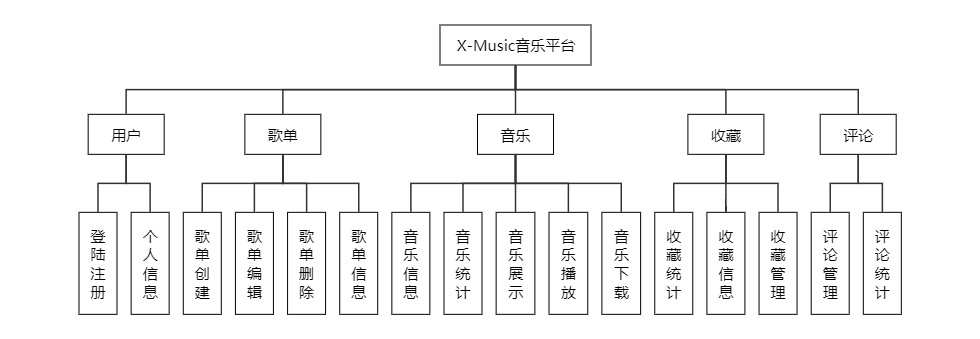 X-Music音乐平台
用户
歌单
音乐
收藏
评论
登陆注册
个人信息
歌单创建
歌单编辑
歌单删除
歌单信息
音乐信息
音乐统计
音乐展示
音乐播放
音乐下载
收藏统计
收藏信息
收藏管理
评论管理
评论统计